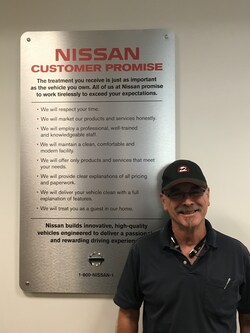 NISSAN
CUSTOMER PROMISE
The treatment you receive is just as important
as the vehicle you own. All of us at Nissan promise
to work tirelessly to exceed your expectations.
• We will respect your time.
• We will market our products and services honestly.
• We will employ a professional, well-trained
and knowledgeable staff.
• We will maintain a clean, comfortable and
modern facility.
• We will offer only products and services that meet
your needs.
• We will provide clear explanations of all pricing
and paperwork.
• We will deliver your vehicle clean with a full
explanation of features.
• We will treat you as a guest in our home.
Nissan builds innovative, high-quality
vehicles engineered to deliver a
and rewarding driving
1-800-NISSAN-1